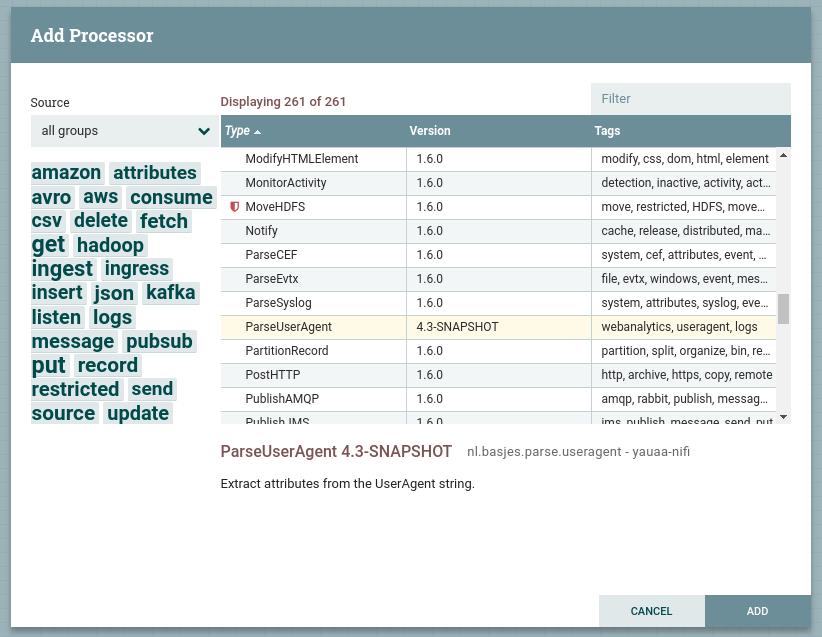 Add Processor
Source
Displaying 261 of 261
Filter
all groups
Type Version Tags
amazon attributes
avro aws consume
csv delete fetch
get hadoop
ingest ingress
insert json kafka
listen logs
message pubsub
put record
restricted send
source update
ModifyHTMLElement 1.6.0 modify, css, dom, html, element
MonitorActivity 1.6.0 detection, inactive, activity, act...
MoveHDFS 1.6.0 move, restricted, HDFS, move...
Notify 1.6.0 cache, release, distributed, ma...
ParseCEF 1.6.0 system, cef, attributes, event, ...
ParseEvtx 1.6.0 file, evtx, windows, event, mes...
ParseSyslog 1.6.0 system, attributes, syslog, eve...
ParseUserAgent 4.3-SNAPSHOT webanalytics, useragent, logs
PartitionRecord 1.6.0 partition, split, organize, bin, re...
PostHTTP 1.6.0 http, archive, https, copy, remote
PublishAMQP 1.6.0 amqp, rabbit, publish, messag...
PublishJMS 1.6.0 jms, publish, message, send, put
ParseUserAgent 4.3-SNAPSHOT nl.basjes.parse.useragent - yauaa-nifi
Extract attributes from the UserAgent string.
CANCEL ADD